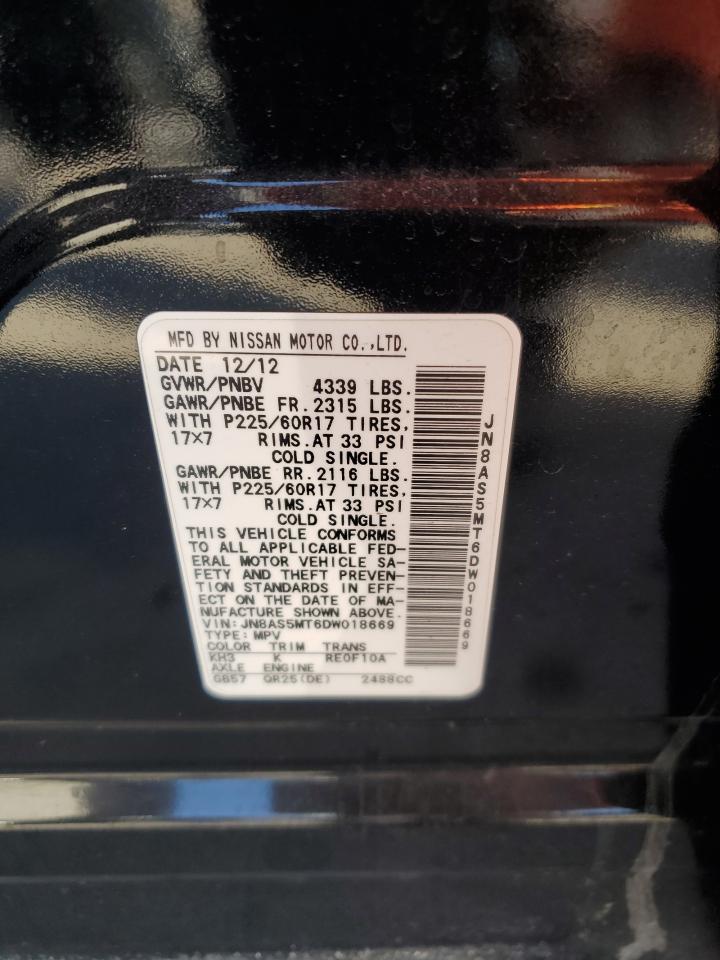 MFD BY NISSAN MOTOR CO.,LTD.
DATE 12/12
GVWR/PNBV 4339 LBS.
GAWR/PNBE FR.2315 LBS.
WITH P225/60R17 TIRES,
17×7 RIMS.AT 33 PSI
COLD SINGLE.
GAWR/PNBE RR.2116 LBS.
WITH P225/60R17 TIRES,
17×7 RIMS.AT 33 PSI
COLD SINGLE.
THIS VEHICLE CONFORMS
TO ALL APPLICABLE FED-
ERAL MOTOR VEHICLE SA-
FETY AND THEFT PREVEN-
TION STANDARDS IN EFF-
ECT ON THE DATE OF MA-
NUFACTURE SHOWN ABOVE.
VIN:JN8AS5MT6DW018669
TYPE:MPV
COLOR TRIM TRANS
KH3 K RE0F10A
AXLE ENGINE
GB57 QR25(DE) 2488CC
JN8AS5MT6DW018669